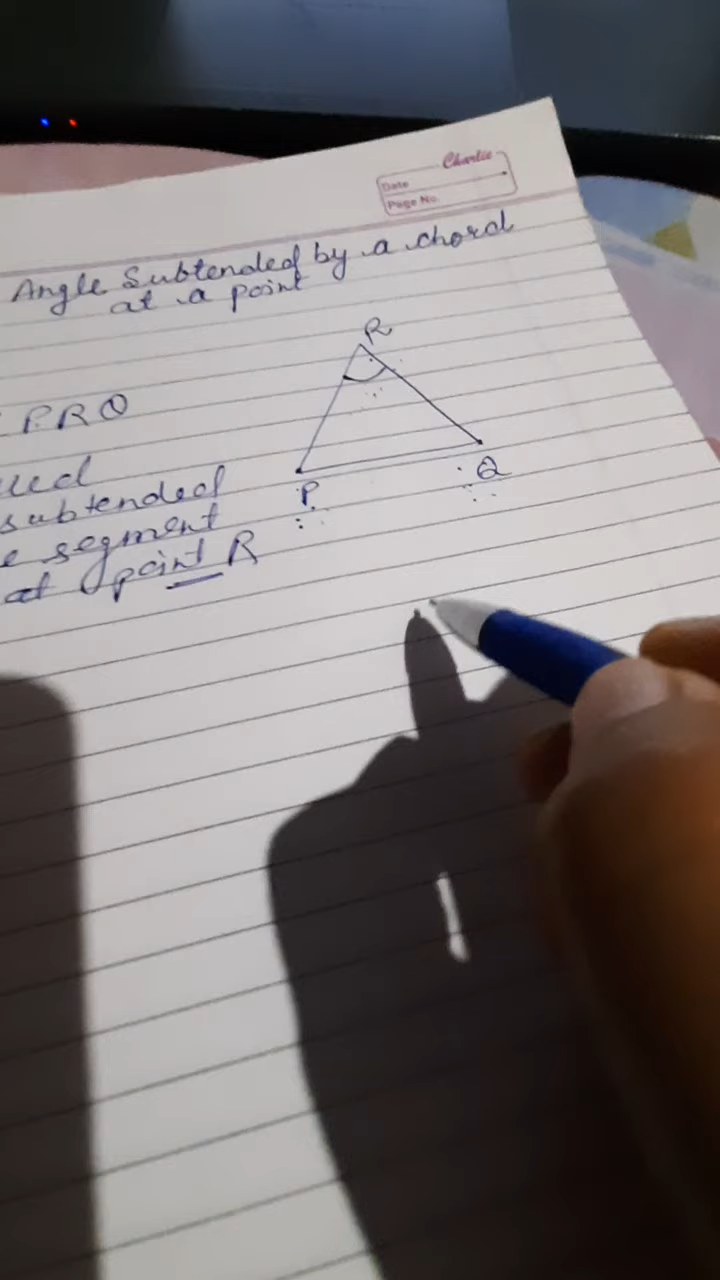 Charlie
Date
Page No.
Angle Subtended by a chord
at a point
R
PRQ
subtended
segment
at point R
P
Q